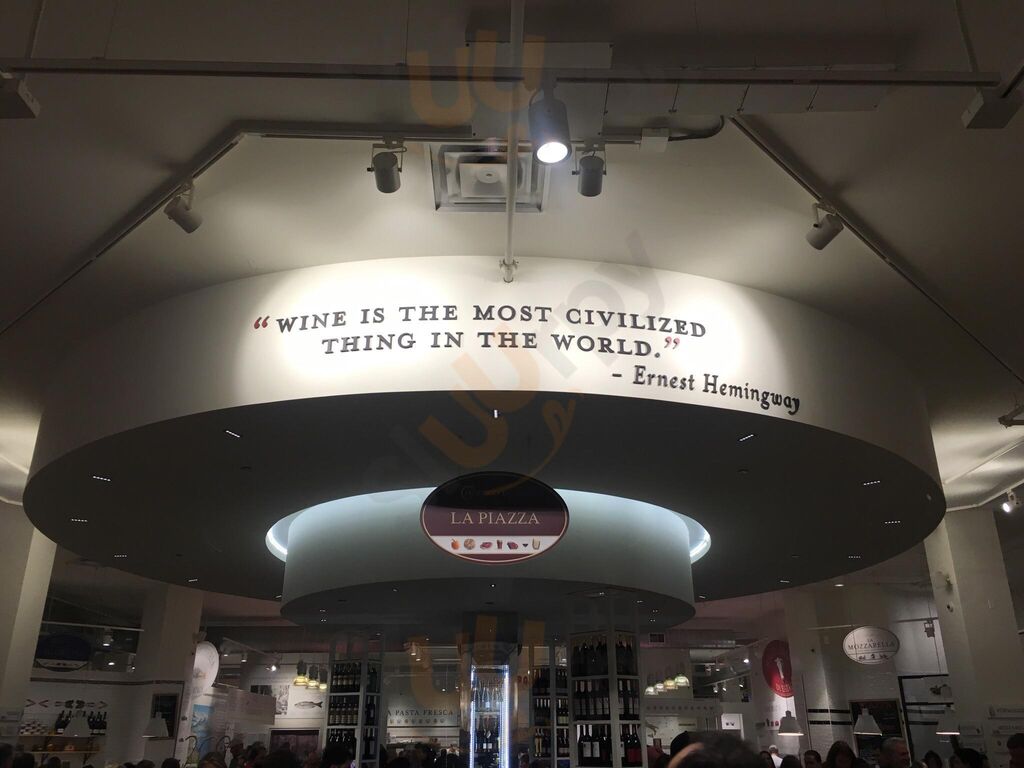 “WINE IS THE MOST CIVILIZED
THING IN THE WORLD.”
– Ernest Hemingway
LA PIAZZA
LA
MOZZARELLA
A PASTA FRESCA